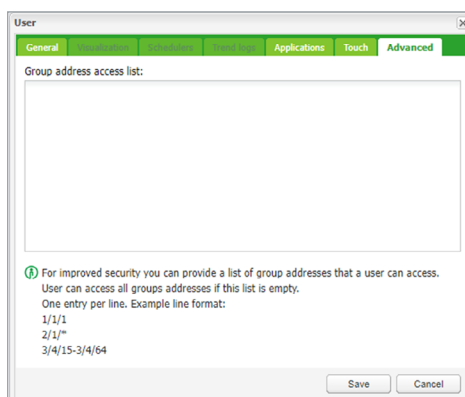 User
General Visualization Schedulers Trend logs Applications Touch Advanced
Group address access list:
For improved security you can provide a list of group addresses that a user can access.
User can access all groups addresses if this list is empty.
One entry per line. Example line format:
1/1/1
2/1/*
3/4/15-3/4/64
Save Cancel